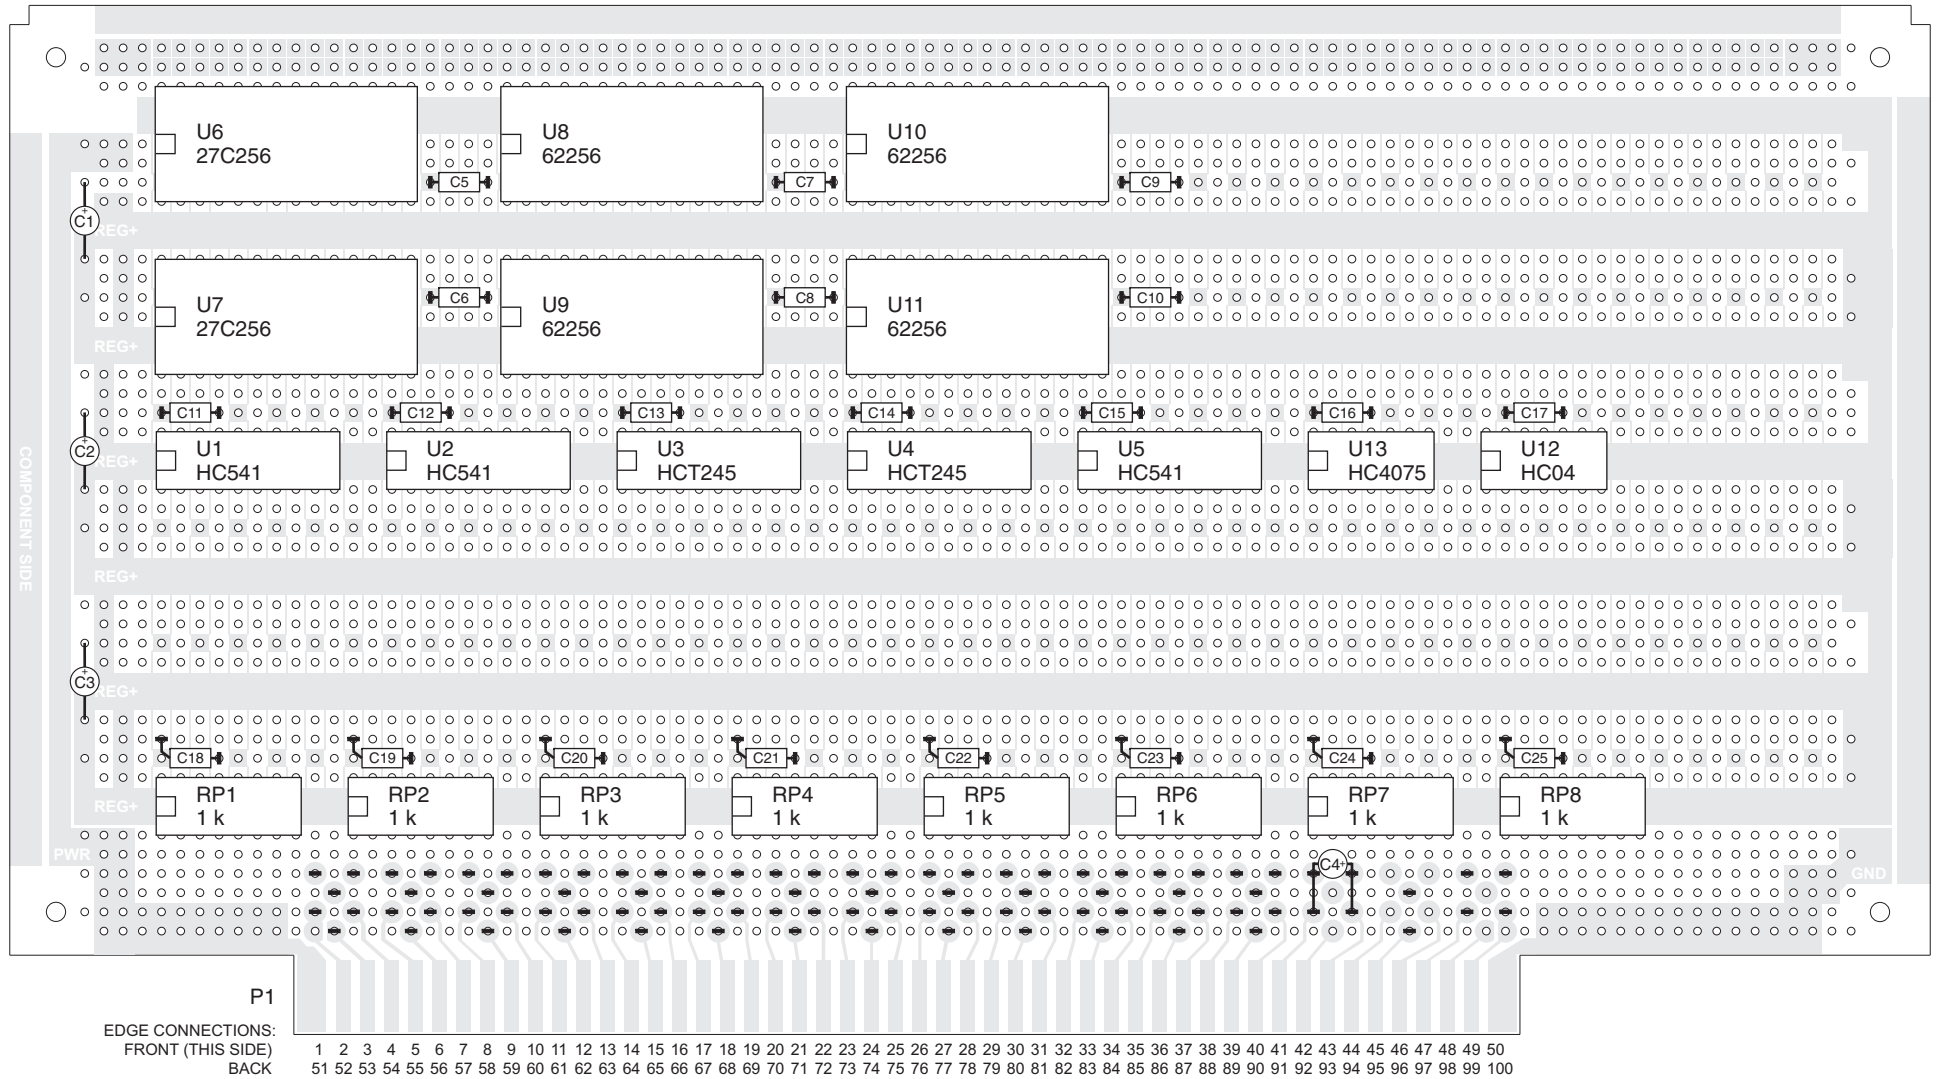 U6
27C256
U8
62256
U10
62256
C5
C7
C9
+
C1
REG+
U7
27C256
U9
62256
U11
62256
C6
C8
C10
REG+
C11
C12
C13
C14
C15
C16
C17
+
C2
REG+
U1
HC541
U2
HC541
U3
HCT245
U4
HCT245
U5
HC541
U13
HC4075
U12
HC04
COMPONENT SIDE
REG+
+
C3
REG+
C18
C19
C20
C21
C22
C23
C24
C25
REG+
RP1
1 k
RP2
1 k
RP3
1 k
RP4
1 k
RP5
1 k
RP6
1 k
RP7
1 k
RP8
1 k
PWR
C4+
GND
P1
EDGE CONNECTIONS:
FRONT (THIS SIDE) 1 2 3 4 5 6 7 8 9 10 11 12 13 14 15 16 17 18 19 20 21 22 23 24 25 26 27 28 29 30 31 32 33 34 35 36 37 38 39 40 41 42 43 44 45 46 47 48 49 50
BACK 51 52 53 54 55 56 57 58 59 60 61 62 63 64 65 66 67 68 69 70 71 72 73 74 75 76 77 78 79 80 81 82 83 84 85 86 87 88 89 90 91 92 93 94 95 96 97 98 99 100